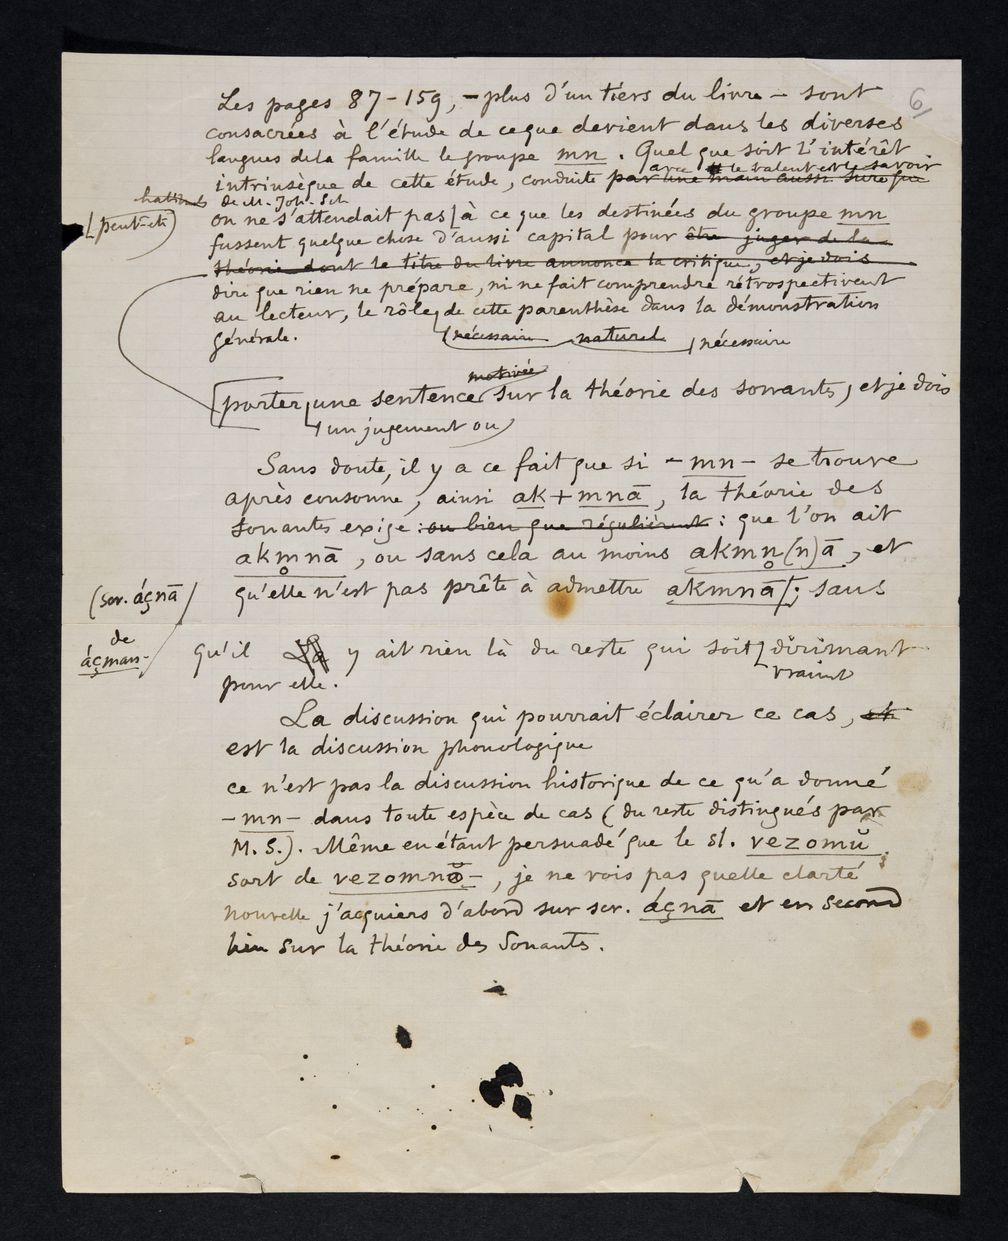 6/
Les pages 87-159, - plus d'un tiers du livre - sont
consacrées à l'étude de ce que devient dans les diverses
langues de la famille le groupe mn. Quel que soit l'intérêt
avec le talent et le savoir
intrinsèque de cette étude, conduite par une main aussi sûre que
de M. Joh. Sch
on ne s'attendait pas [à ce que les destinées du groupe mn
[peut-être)
fussent quelque chose d'aussi capital pour être juger de la
théorie dont le titre du livre annonce la critique, et je dois
dire que rien ne prépare, ni ne fait comprendre rétrospectivement
au lecteur, le rôle de cette parenthèse dans la démonstration
générale.
(nécessaire naturel nécessaire
motivée
[porter une sentence sur la théorie des sonantes, et je dois
un jugement ou
Sans doute, il y a ce fait que si -mn- se trouve
après consonne, ainsi ak+mnā, la théorie des
sonantes exige : ou bien que régulièrement : que l'on ait
akm̥nā, ou sans cela au moins akmn̥(n)ā, et
qu'elle n'est pas prête à admettre akmnā[; sans
(scr. áçnā)
de
áçman-
qu'il La y ait rien là du reste qui soit [dirimant
vraiment
pour elle.
La discussion qui pourrait éclairer ce cas, et
est la discussion phonologique
ce n'est pas la discussion historique de ce qu'a donné
-mn- dans toute espèce de cas (du reste distingués par
M. S.). Même en étant persuadé que le sl. vezomŭ
sort de vezomnŏ-, je ne vois pas quelle clarté
nouvelle j'acquiers d'abord sur scr. áçnā et en second
lieu sur la théorie des Sonantes.